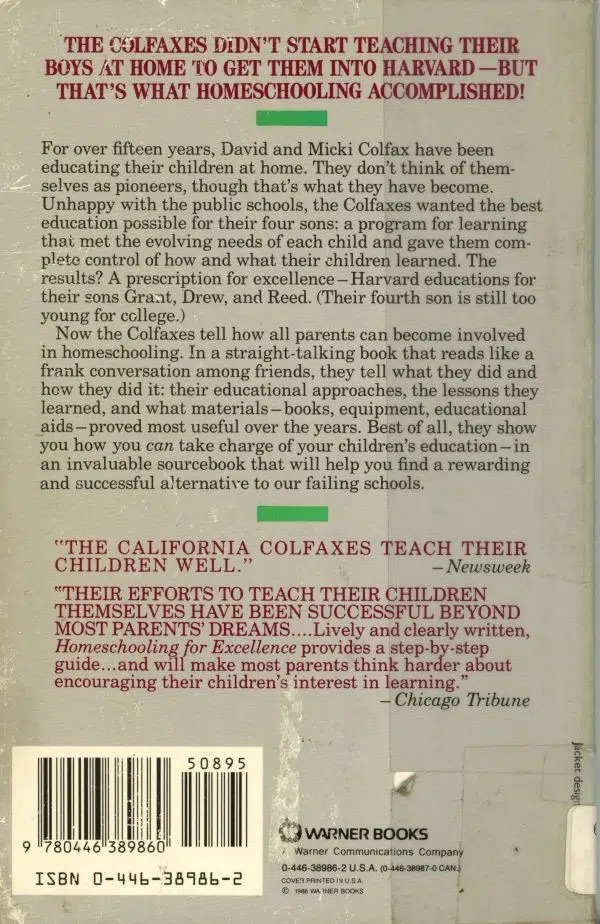 THE COLFAXES DIDN'T START TEACHING THEIR
BOYS AT HOME TO GET THEM INTO HARVARD—BUT
THAT'S WHAT HOMESCHOOLING ACCOMPLISHED!
For over fifteen years, David and Micki Colfax have been
educating their children at home. They don't think of them-
selves as pioneers, though that's what they have become.
Unhappy with the public schools, the Colfaxes wanted the best
education possible for their four sons: a program for learning
that met the evolving needs of each child and gave them com-
plete control of how and what their children learned. The
results? A prescription for excellence—Harvard educations for
their sons Grant, Drew, and Reed. (Their fourth son is still too
young for college.)
Now the Colfaxes tell how all parents can become involved
in homeschooling. In a straight-talking book that reads like a
frank conversation among friends, they tell what they did and
how they did it: their educational approaches, the lessons they
learned, and what materials—books, equipment, educational
aids—proved most useful over the years. Best of all, they show
you how you can take charge of your children's education—in
an invaluable sourcebook that will help you find a rewarding
and successful alternative to our failing schools.
"THE CALIFORNIA COLFAXES TEACH THEIR
CHILDREN WELL." —Newsweek
"THEIR EFFORTS TO TEACH THEIR CHILDREN
THEMSELVES HAVE BEEN SUCCESSFUL BEYOND
MOST PARENTS' DREAMS....Lively and clearly written,
Homeschooling for Excellence provides a step-by-step
guide...and will make most parents think harder about
encouraging their children's interest in learning."
—Chicago Tribune
50895
9 780446 389860
ISBN 0-446-38986-2
WARNER BOOKS
Warner Communications Company
0-446-38986-2 U.S.A. (0-446-38987-0 CAN.)
COVER PRINTED IN U.S.A.
© 1988 WARNER BOOKS
Jacket desig